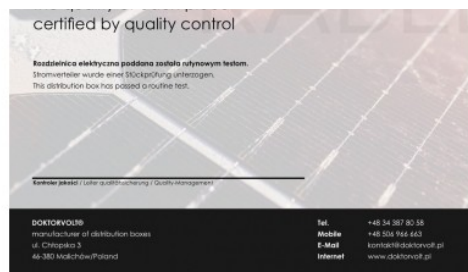 certified by quality control
Rozdzielnica elektryczna poddana została rutynowym testom.
Stromverteiler wurde einer Stückprüfung unterzogen.
This distribution box has passed a routine test.
Kontroler jakości / Leiter qualitätssicherung / Quality-Management
DOKTORVOLT®
manufacturer of distribution boxes
ul. Chłopska 3
46-380 Malichów/Poland
Tel. +48 34 387 80 58
Mobile +48 506 966 663
E-Mail kontakt@doktorvolt.pl
Internet www.doktorvolt.pl